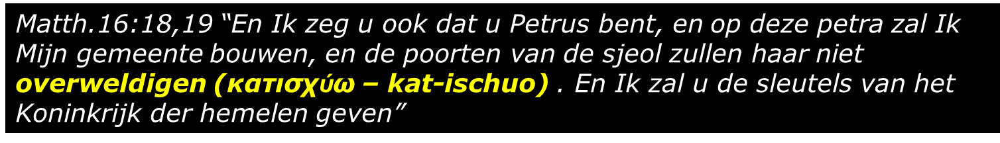 Matth.16:18,19 “En Ik zeg u ook dat u Petrus bent, en op deze petra zal Ik
Mijn gemeente bouwen, en de poorten van de sjeol zullen haar niet
overweldigen (κατισχύω – kat-ischuo) . En Ik zal u de sleutels van het
Koninkrijk der hemelen geven”